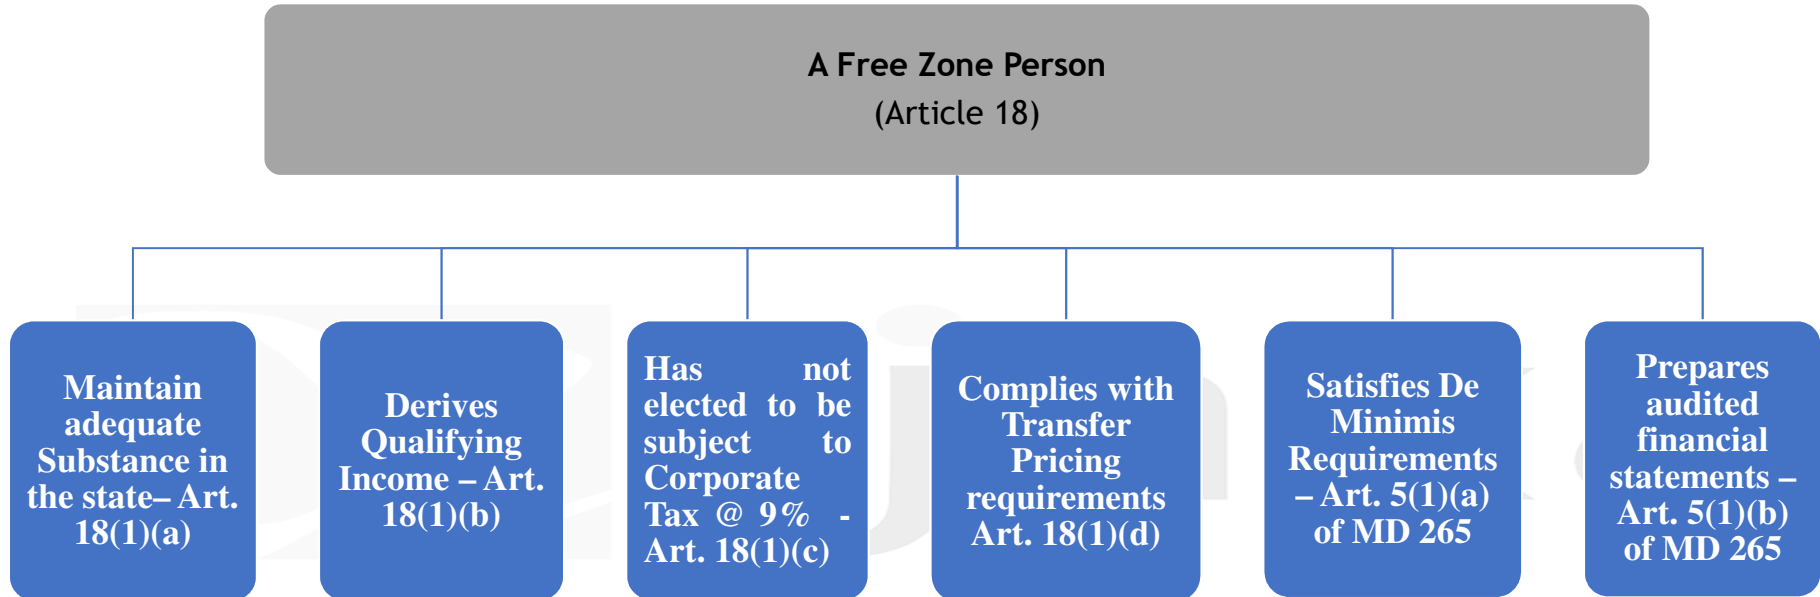 A Free Zone Person
(Article 18)
Maintain
adequate
Substance in
the state– Art.
18(1)(a)
Derives
Qualifying
Income – Art.
18(1)(b)
Has not
elected to be
subject to
Corporate
Tax @ 9% -
Art. 18(1)(c)
Complies with
Transfer
Pricing
requirements
Art. 18(1)(d)
Satisfies De
Minimis
Requirements
– Art. 5(1)(a)
of MD 265
Prepares
audited
financial
statements –
Art. 5(1)(b)
of MD 265